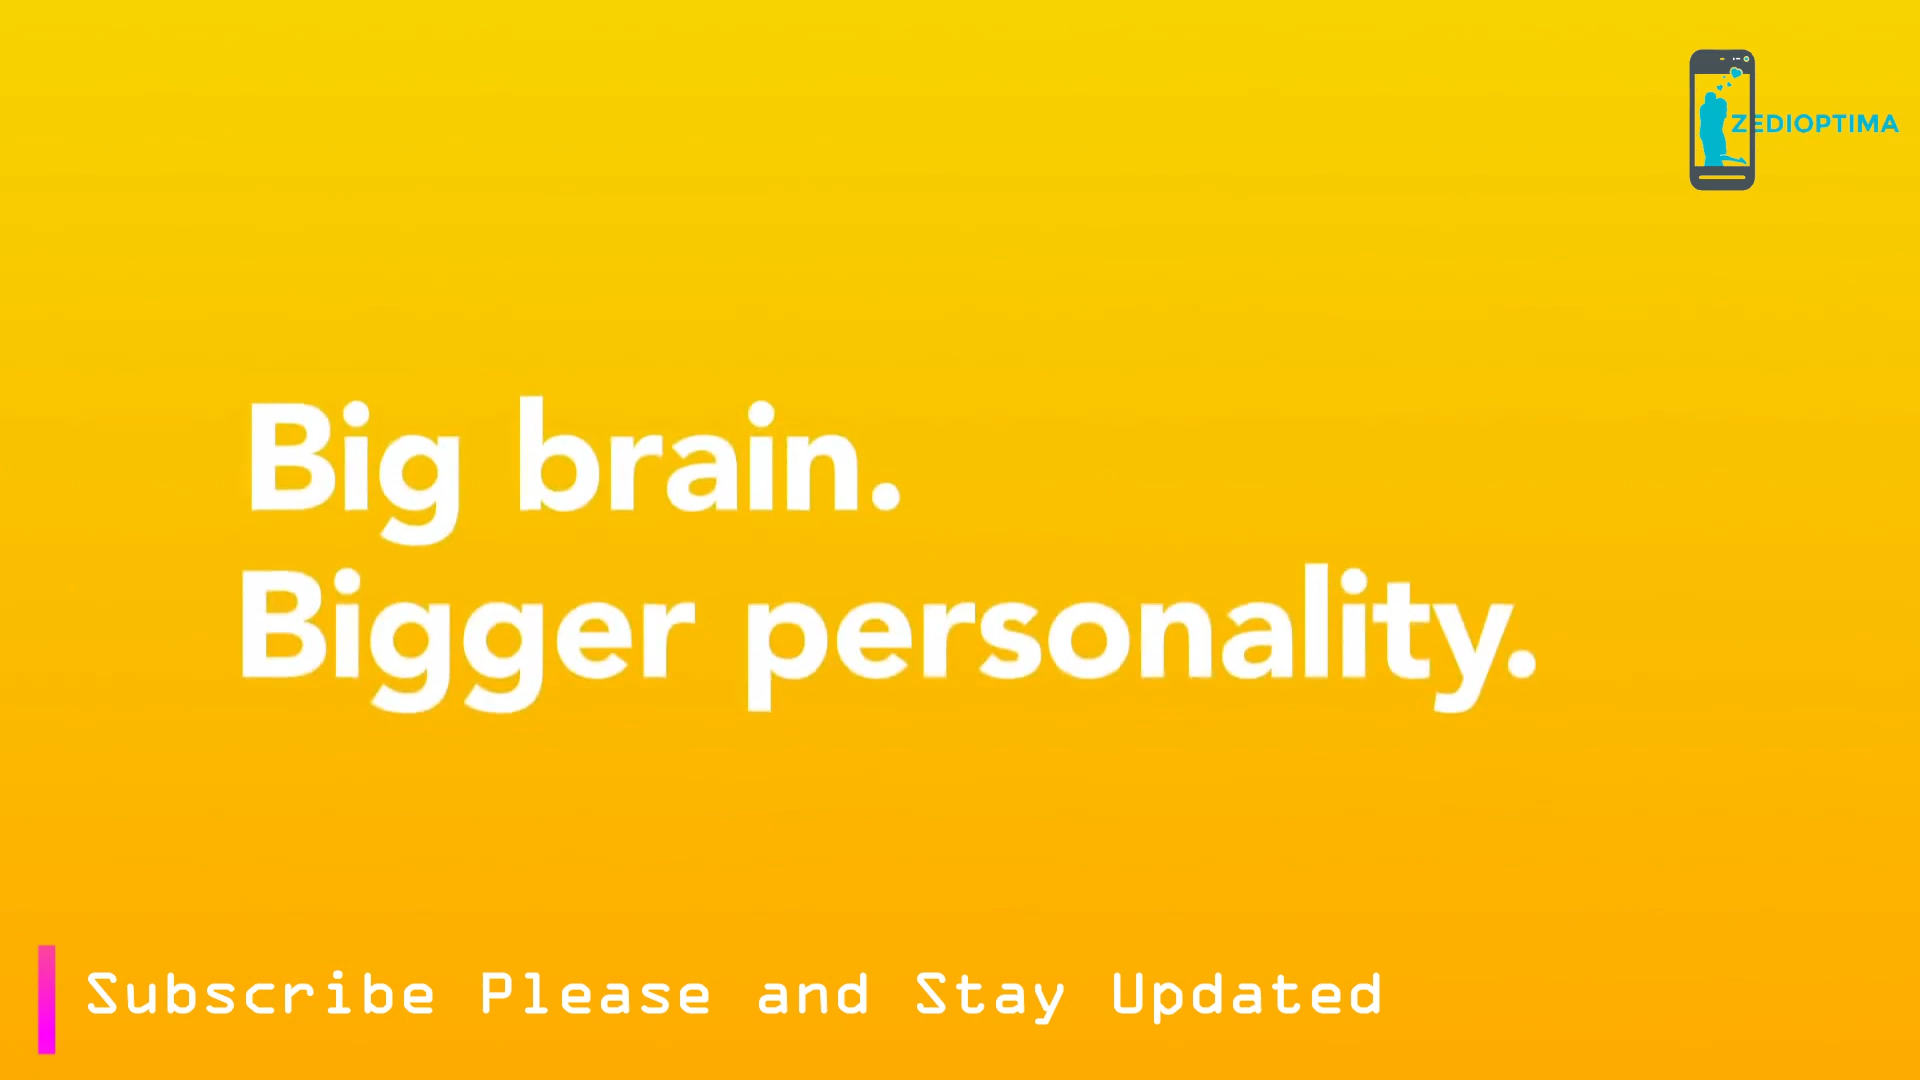 ZEDIOPTIMA
Big brain.
Bigger personality.
Subscribe Please and Stay Updated